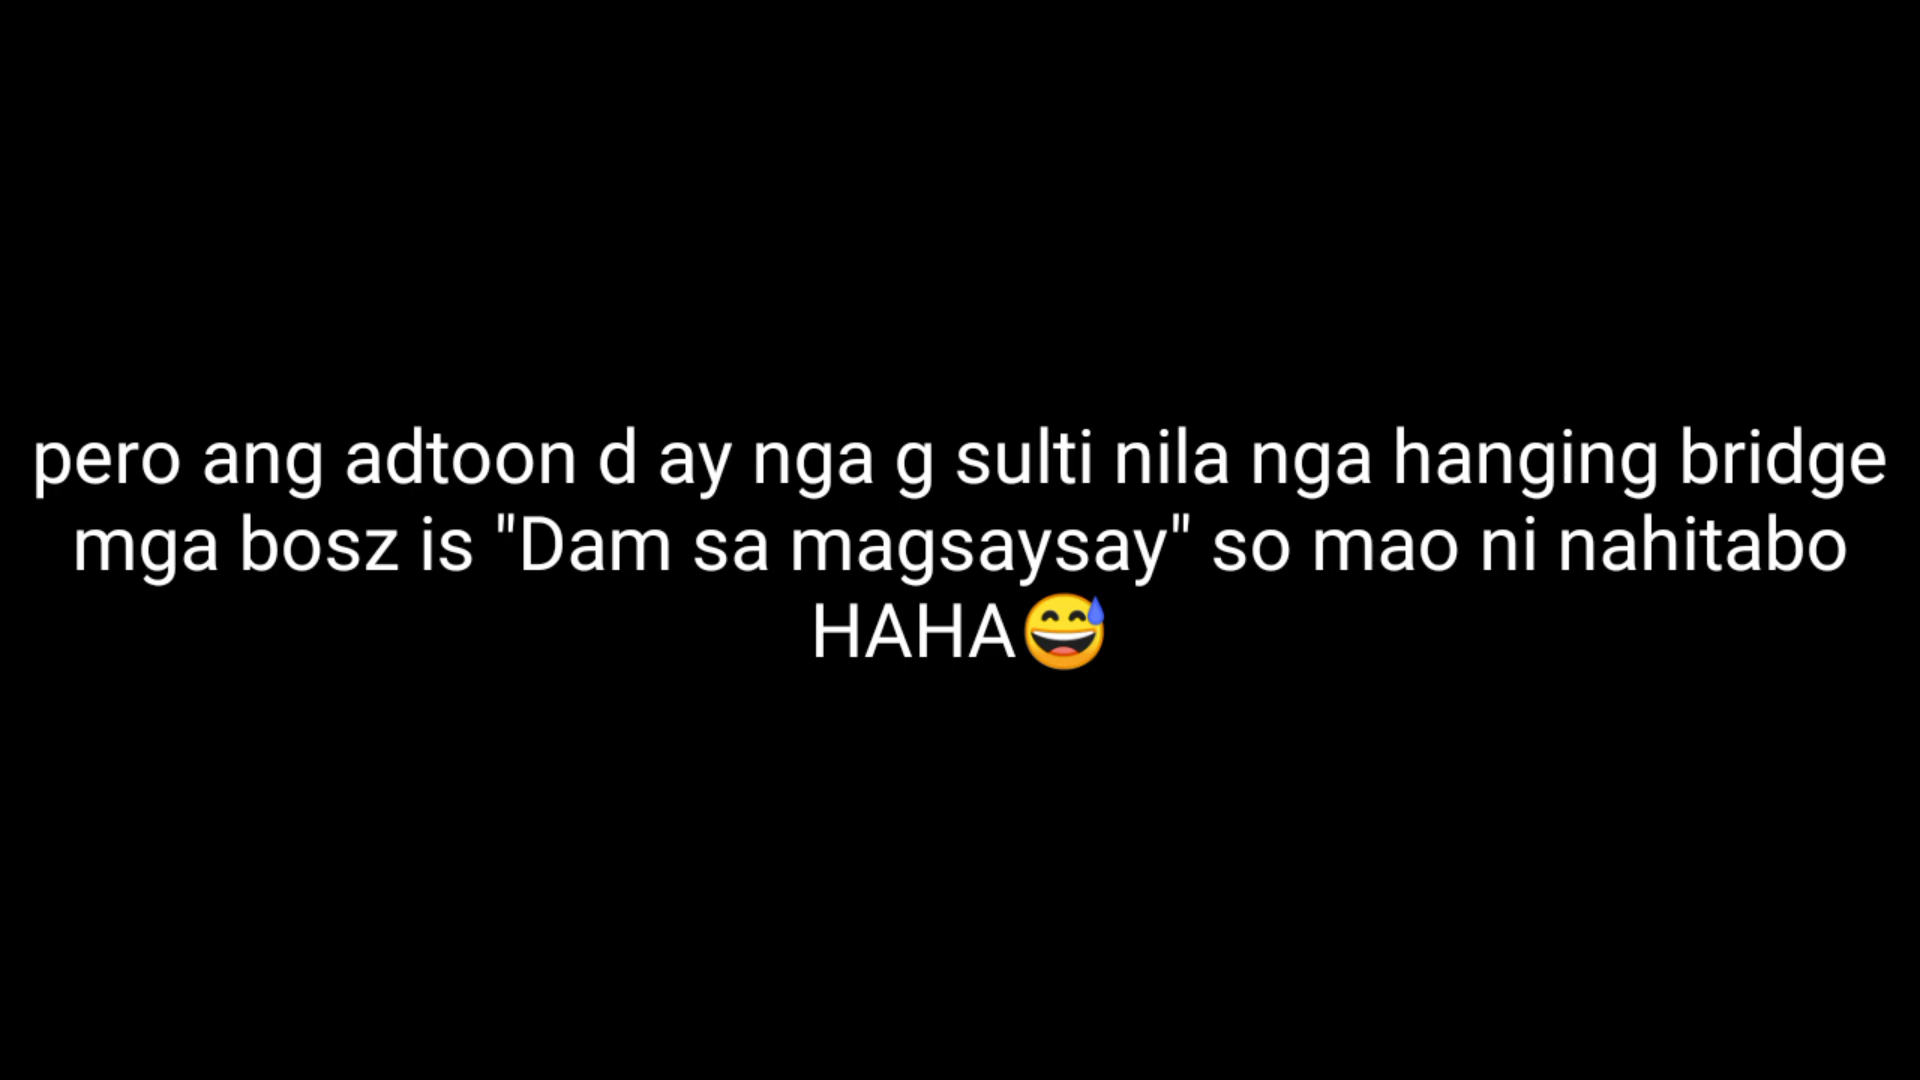 pero ang adtoon d ay nga g sulti nila nga hanging bridge
mga bosz is "Dam sa magsaysay" so mao ni nahitabo
HAHA😅